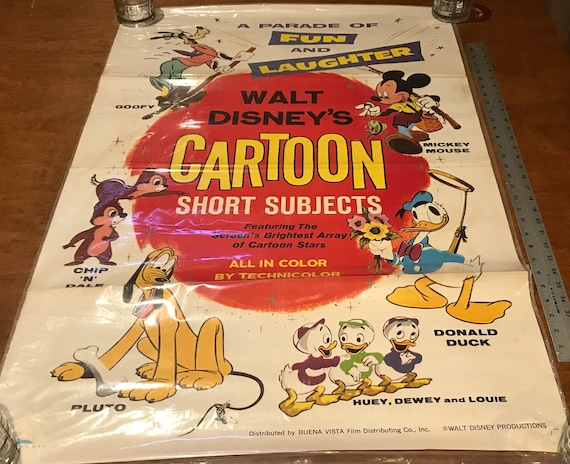 A PARADE OF
FUN
AND
LAUGHTER
GOOFY
WALT
DISNEY'S
CARTOON
SHORT SUBJECTS
MICKEY
MOUSE
Featuring The
Screen's Brightest Array
of Cartoon Stars
ALL IN COLOR
BY TECHNICOLOR
CHIP
'N'
DALE
DONALD
DUCK
PLUTO
HUEY, DEWEY and LOUIE
Distributed by BUENA VISTA Film Distributing Co., Inc. ©WALT DISNEY PRODUCTIONS